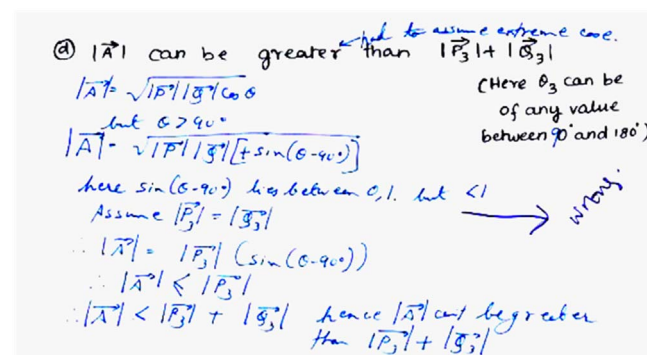 had to assume extreme case.
ⓓ |A⃗| can be greater than |P⃗₃| + |Q⃗₃|
(Here θ₃ can be
of any value
between 90° and 180°)
|A⃗| = √|P⃗||Q⃗|cos θ
but θ > 90°
|A⃗| = √|P⃗||Q⃗|[+sin(θ-90°)]
here sin(θ-90°) lies between 0,1. but <1
→ wrong.
Assume |P⃗₃| = |Q⃗₃|
∴ |A⃗| = |P⃗₃| (sin(θ-90°))
∴ |A⃗| < |P⃗₃|
∴ |A⃗| < |P⃗₃| + |Q⃗₃| hence |A⃗| cant be greater
than |P⃗₃| + |Q⃗₃|